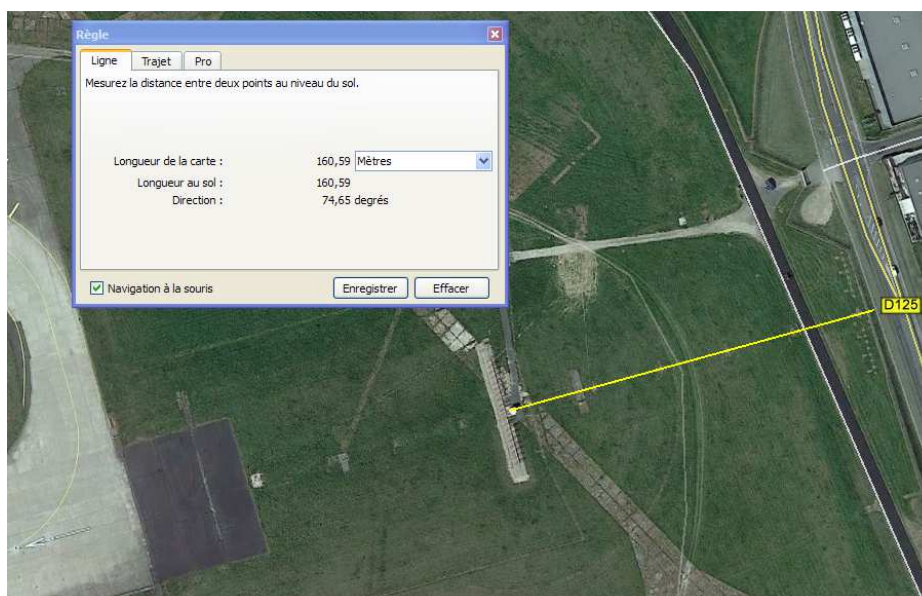 Règle
Ligne Trajet Pro
Mesurez la distance entre deux points au niveau du sol.
Longueur de la carte : 160,59 Mètres
Longueur au sol : 160,59
Direction : 74,65 degrés
Navigation à la souris Enregistrer Effacer
D125